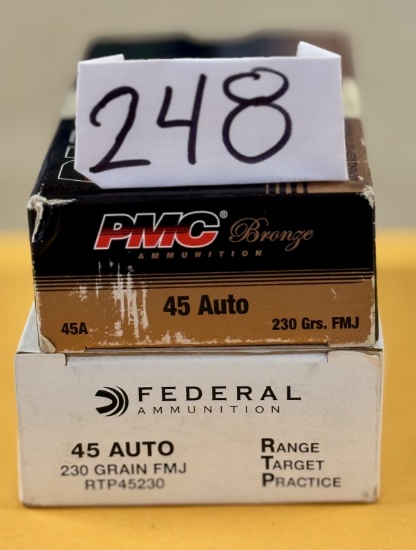 248
PMC® Bronze
AMMUNITION
45 Auto
45A 230 Grs. FMJ
FEDERAL
AMMUNITION
45 AUTO
230 GRAIN FMJ
RTP45230
RANGE
TARGET
PRACTICE